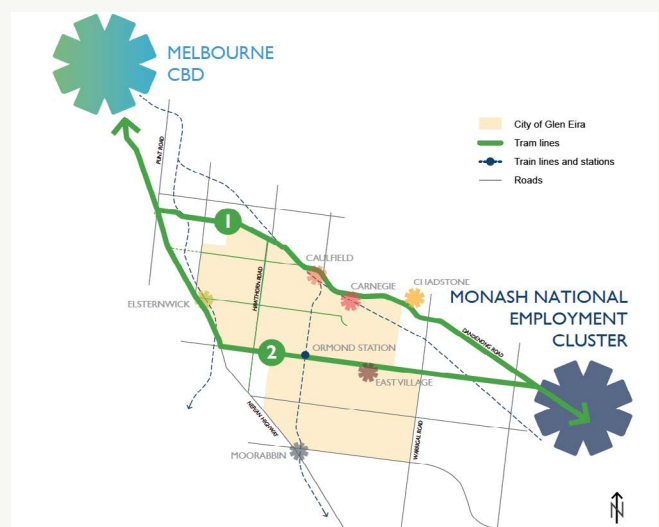 MELBOURNE
CBD
City of Glen Eira
Tram lines
Train lines and stations
Roads
PUNT ROAD
1
CAULFIELD
HAWTHORN ROAD
CARNEGIE
CHADSTONE
ELSTERNWICK
MONASH NATIONAL
EMPLOYMENT
CLUSTER
DANDENONG ROAD
2
ORMOND STATION
EAST VILLAGE
NEPEAN HIGHWAY
WARRIGAL ROAD
MOORABBIN
N